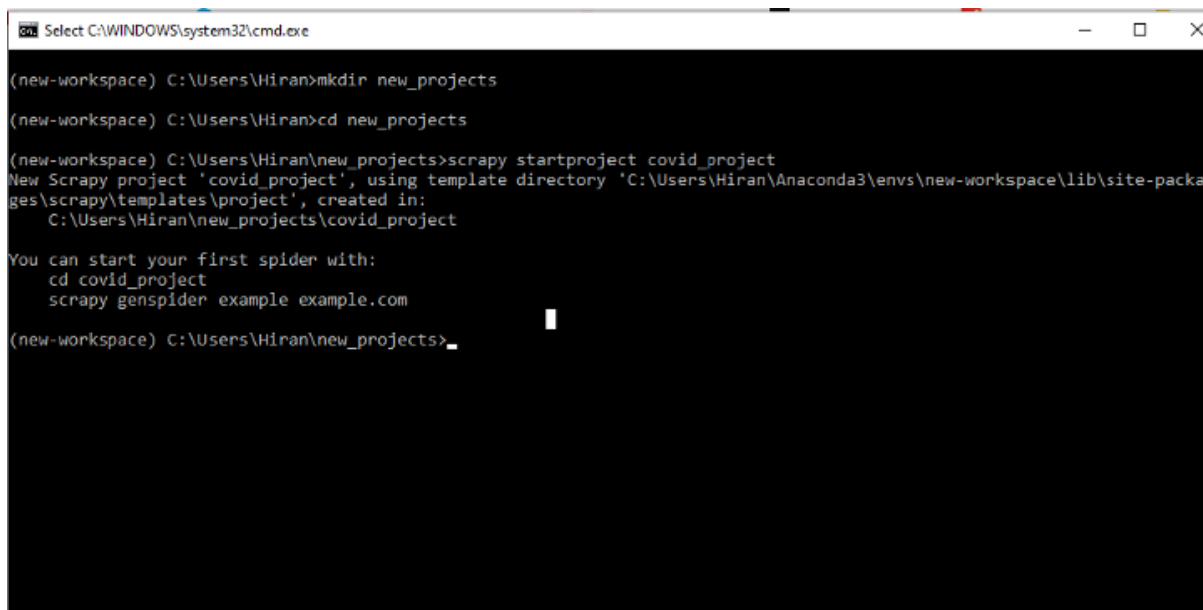 Select C:\WINDOWS\system32\cmd.exe
(new-workspace) C:\Users\Hiran>mkdir new_projects
(new-workspace) C:\Users\Hiran>cd new_projects
(new-workspace) C:\Users\Hiran\new_projects>scrapy startproject covid_project
New Scrapy project 'covid_project', using template directory 'C:\Users\Hiran\Anaconda3\envs\new-workspace\lib\site-packa
ges\scrapy\templates\project', created in:
    C:\Users\Hiran\new_projects\covid_project
You can start your first spider with:
    cd covid_project
    scrapy genspider example example.com
(new-workspace) C:\Users\Hiran\new_projects>